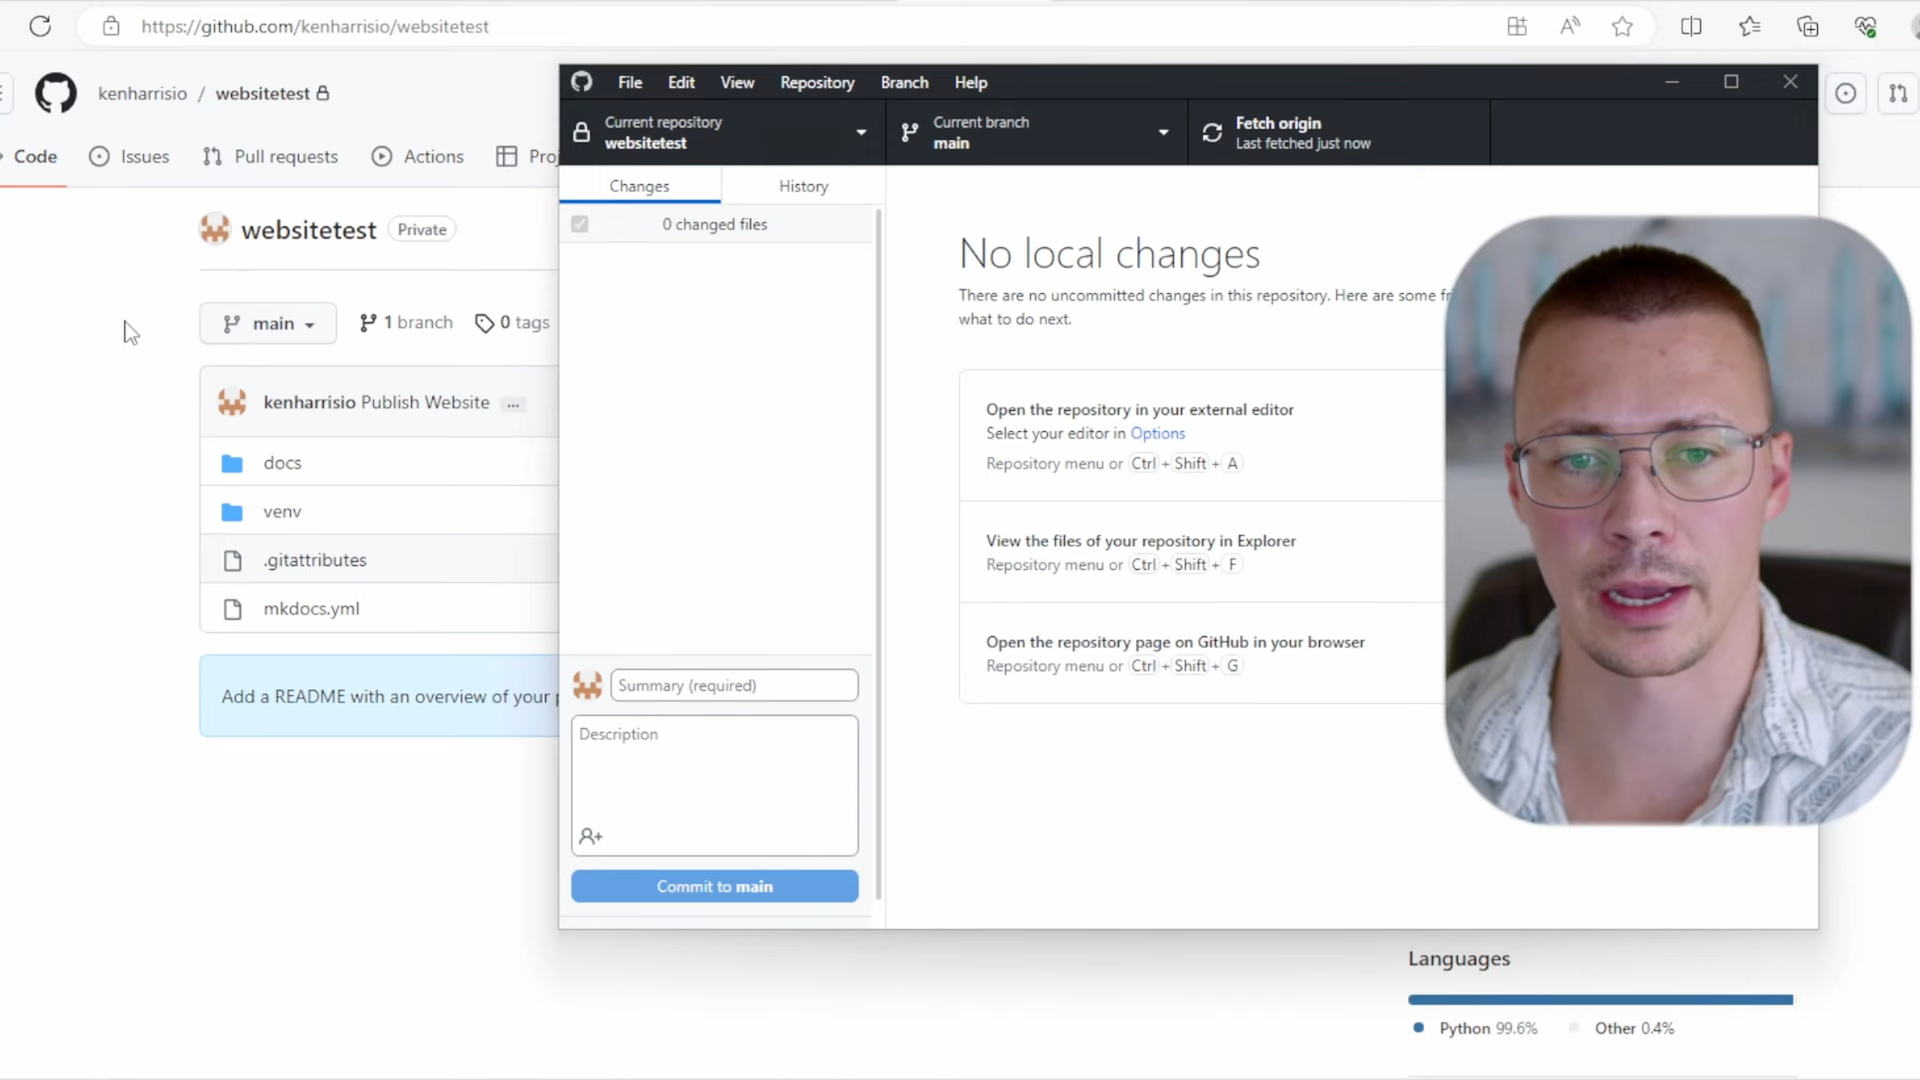 https://github.com/kenharrisio/websitetest
kenharrisio / websitetest
Code
Issues
Pull requests
Actions
Proj
websitetest
Private
main
1 branch
0 tags
kenharrisio Publish Website ...
docs
venv
.gitattributes
mkdocs.yml
Add a README with an overview of your p
File
Edit
View
Repository
Branch
Help
Current repository
websitetest
Current branch
main
Fetch origin
Last fetched just now
Changes
History
0 changed files
Summary (required)
Description
Commit to main
No local changes
There are no uncommitted changes in this repository. Here are some fr
what to do next.
Open the repository in your external editor
Select your editor in Options
Repository menu or Ctrl + Shift + A
View the files of your repository in Explorer
Repository menu or Ctrl + Shift + F
Open the repository page on GitHub in your browser
Repository menu or Ctrl + Shift + G
Languages
Python 99.6%
Other 0.4%